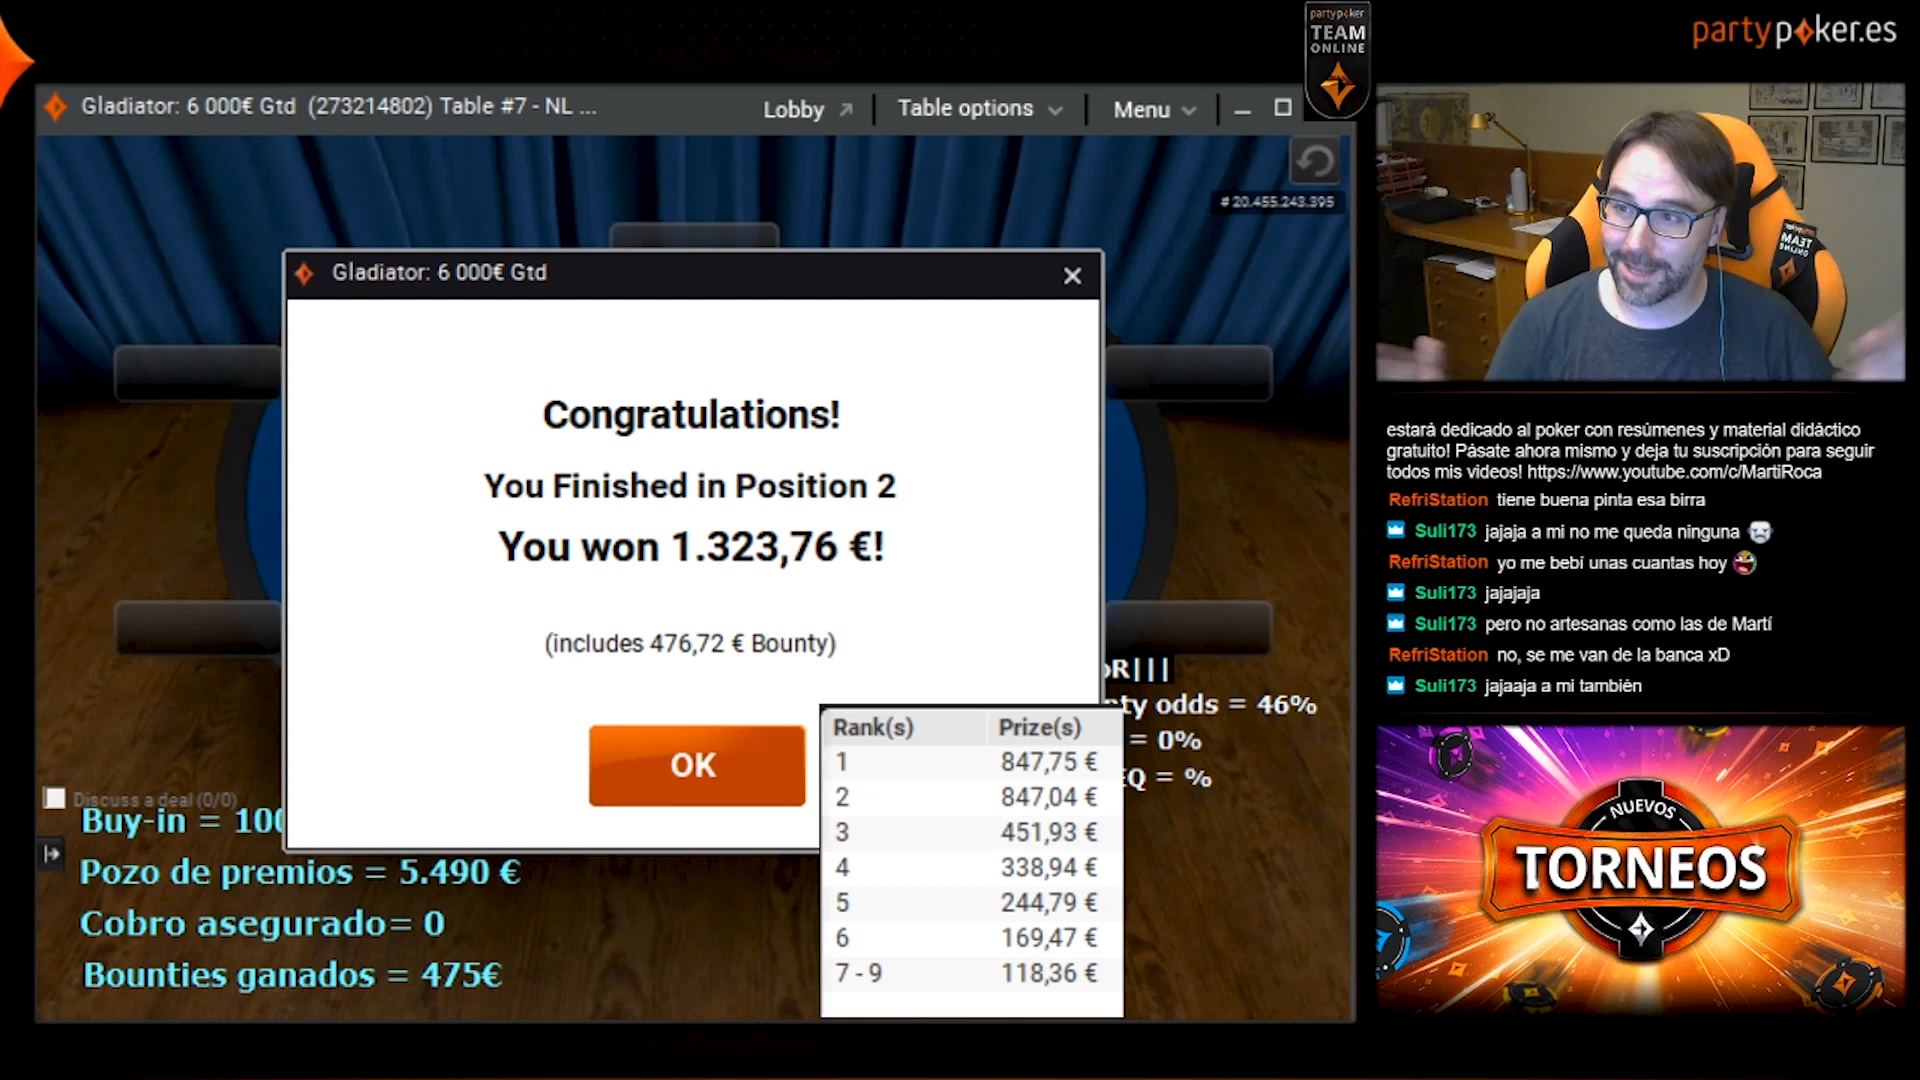 partypoker
TEAM
ONLINE
partypoker.es
Gladiator: 6 000€ Gtd (273214802) Table #7 - NL ...
Lobby
Table options
Menu
# 20.455.243.395
Gladiator: 6 000€ Gtd
Congratulations!
You Finished in Position 2
You won 1.323,76 €!
(includes 476,72 € Bounty)
OK
Rank(s) Prize(s)
1 847,75 €
2 847,04 €
3 451,93 €
4 338,94 €
5 244,79 €
6 169,47 €
7 - 9 118,36 €
R|||
nty odds = 46%
= 0%
EQ = %
Discuss a deal (0/0)
Buy-in = 100
Pozo de premios = 5.490 €
Cobro asegurado= 0
Bounties ganados = 475€
TEAM
ONLINE
estará dedicado al poker con resúmenes y material didáctico
gratuito! Pásate ahora mismo y deja tu suscripción para seguir
todos mis videos! https://www.youtube.com/c/MartiRoca
RefriStation tiene buena pinta esa birra
Suli173 jajaja a mi no me queda ninguna
RefriStation yo me bebí unas cuantas hoy
Suli173 jajajaja
Suli173 pero no artesanas como las de Martí
RefriStation no, se me van de la banca xD
Suli173 jajaaja a mi también
NUEVOS
TORNEOS